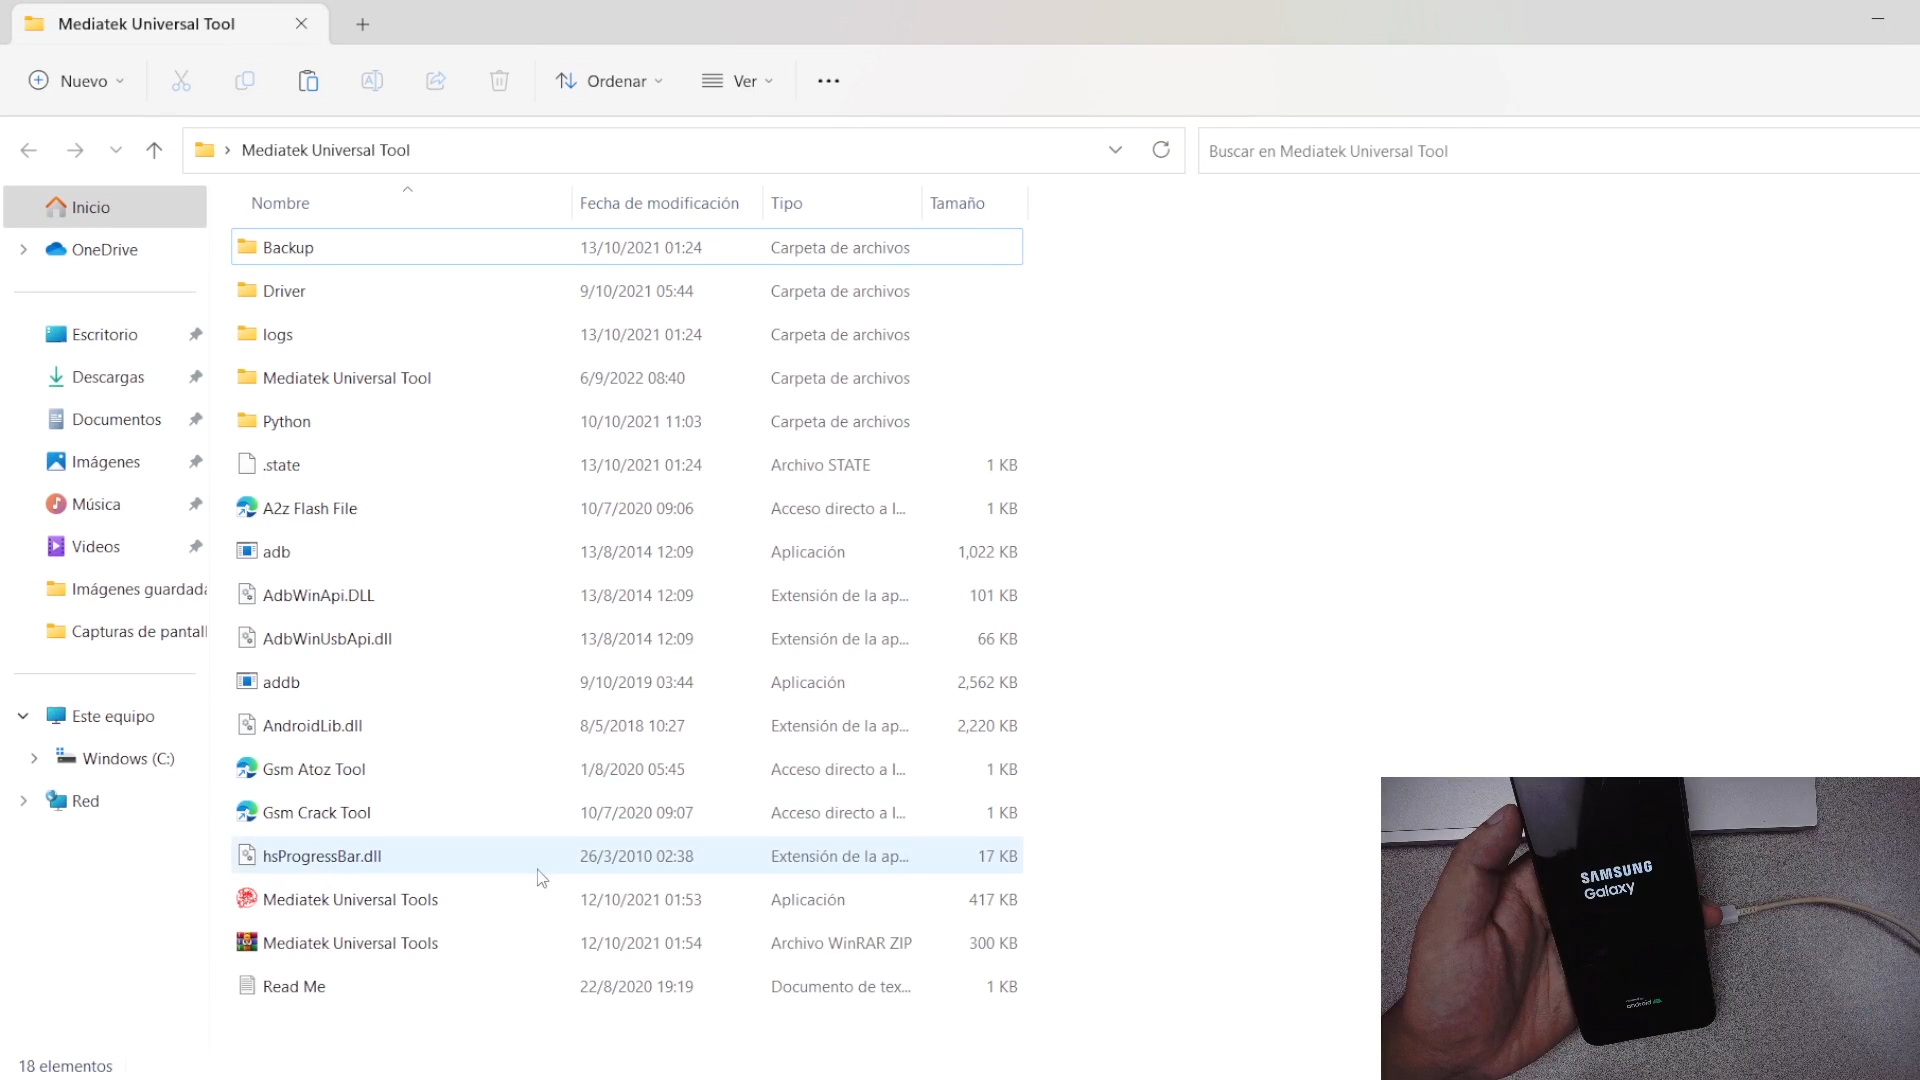 Mediatek Universal Tool
Nuevo
Ordenar
Ver
Mediatek Universal Tool
Buscar en Mediatek Universal Tool
Nombre Fecha de modificación Tipo Tamaño
Inicio
OneDrive
Escritorio
Descargas
Documentos
Imágenes
Música
Videos
Imágenes guardada
Capturas de pantall
Este equipo
Windows (C:)
Red
Backup 13/10/2021 01:24 Carpeta de archivos
Driver 9/10/2021 05:44 Carpeta de archivos
logs 13/10/2021 01:24 Carpeta de archivos
Mediatek Universal Tool 6/9/2022 08:40 Carpeta de archivos
Python 10/10/2021 11:03 Carpeta de archivos
.state 13/10/2021 01:24 Archivo STATE 1 KB
A2z Flash File 10/7/2020 09:06 Acceso directo a I... 1 KB
adb 13/8/2014 12:09 Aplicación 1,022 KB
AdbWinApi.DLL 13/8/2014 12:09 Extensión de la ap... 101 KB
AdbWinUsbApi.dll 13/8/2014 12:09 Extensión de la ap... 66 KB
addb 9/10/2019 03:44 Aplicación 2,562 KB
AndroidLib.dll 8/5/2018 10:27 Extensión de la ap... 2,220 KB
Gsm Atoz Tool 1/8/2020 05:45 Acceso directo a I... 1 KB
Gsm Crack Tool 10/7/2020 09:07 Acceso directo a I... 1 KB
hsProgressBar.dll 26/3/2010 02:38 Extensión de la ap... 17 KB
Mediatek Universal Tools 12/10/2021 01:53 Aplicación 417 KB
Mediatek Universal Tools 12/10/2021 01:54 Archivo WinRAR ZIP 300 KB
Read Me 22/8/2020 19:19 Documento de tex... 1 KB
18 elementos
SAMSUNG
Galaxy
android